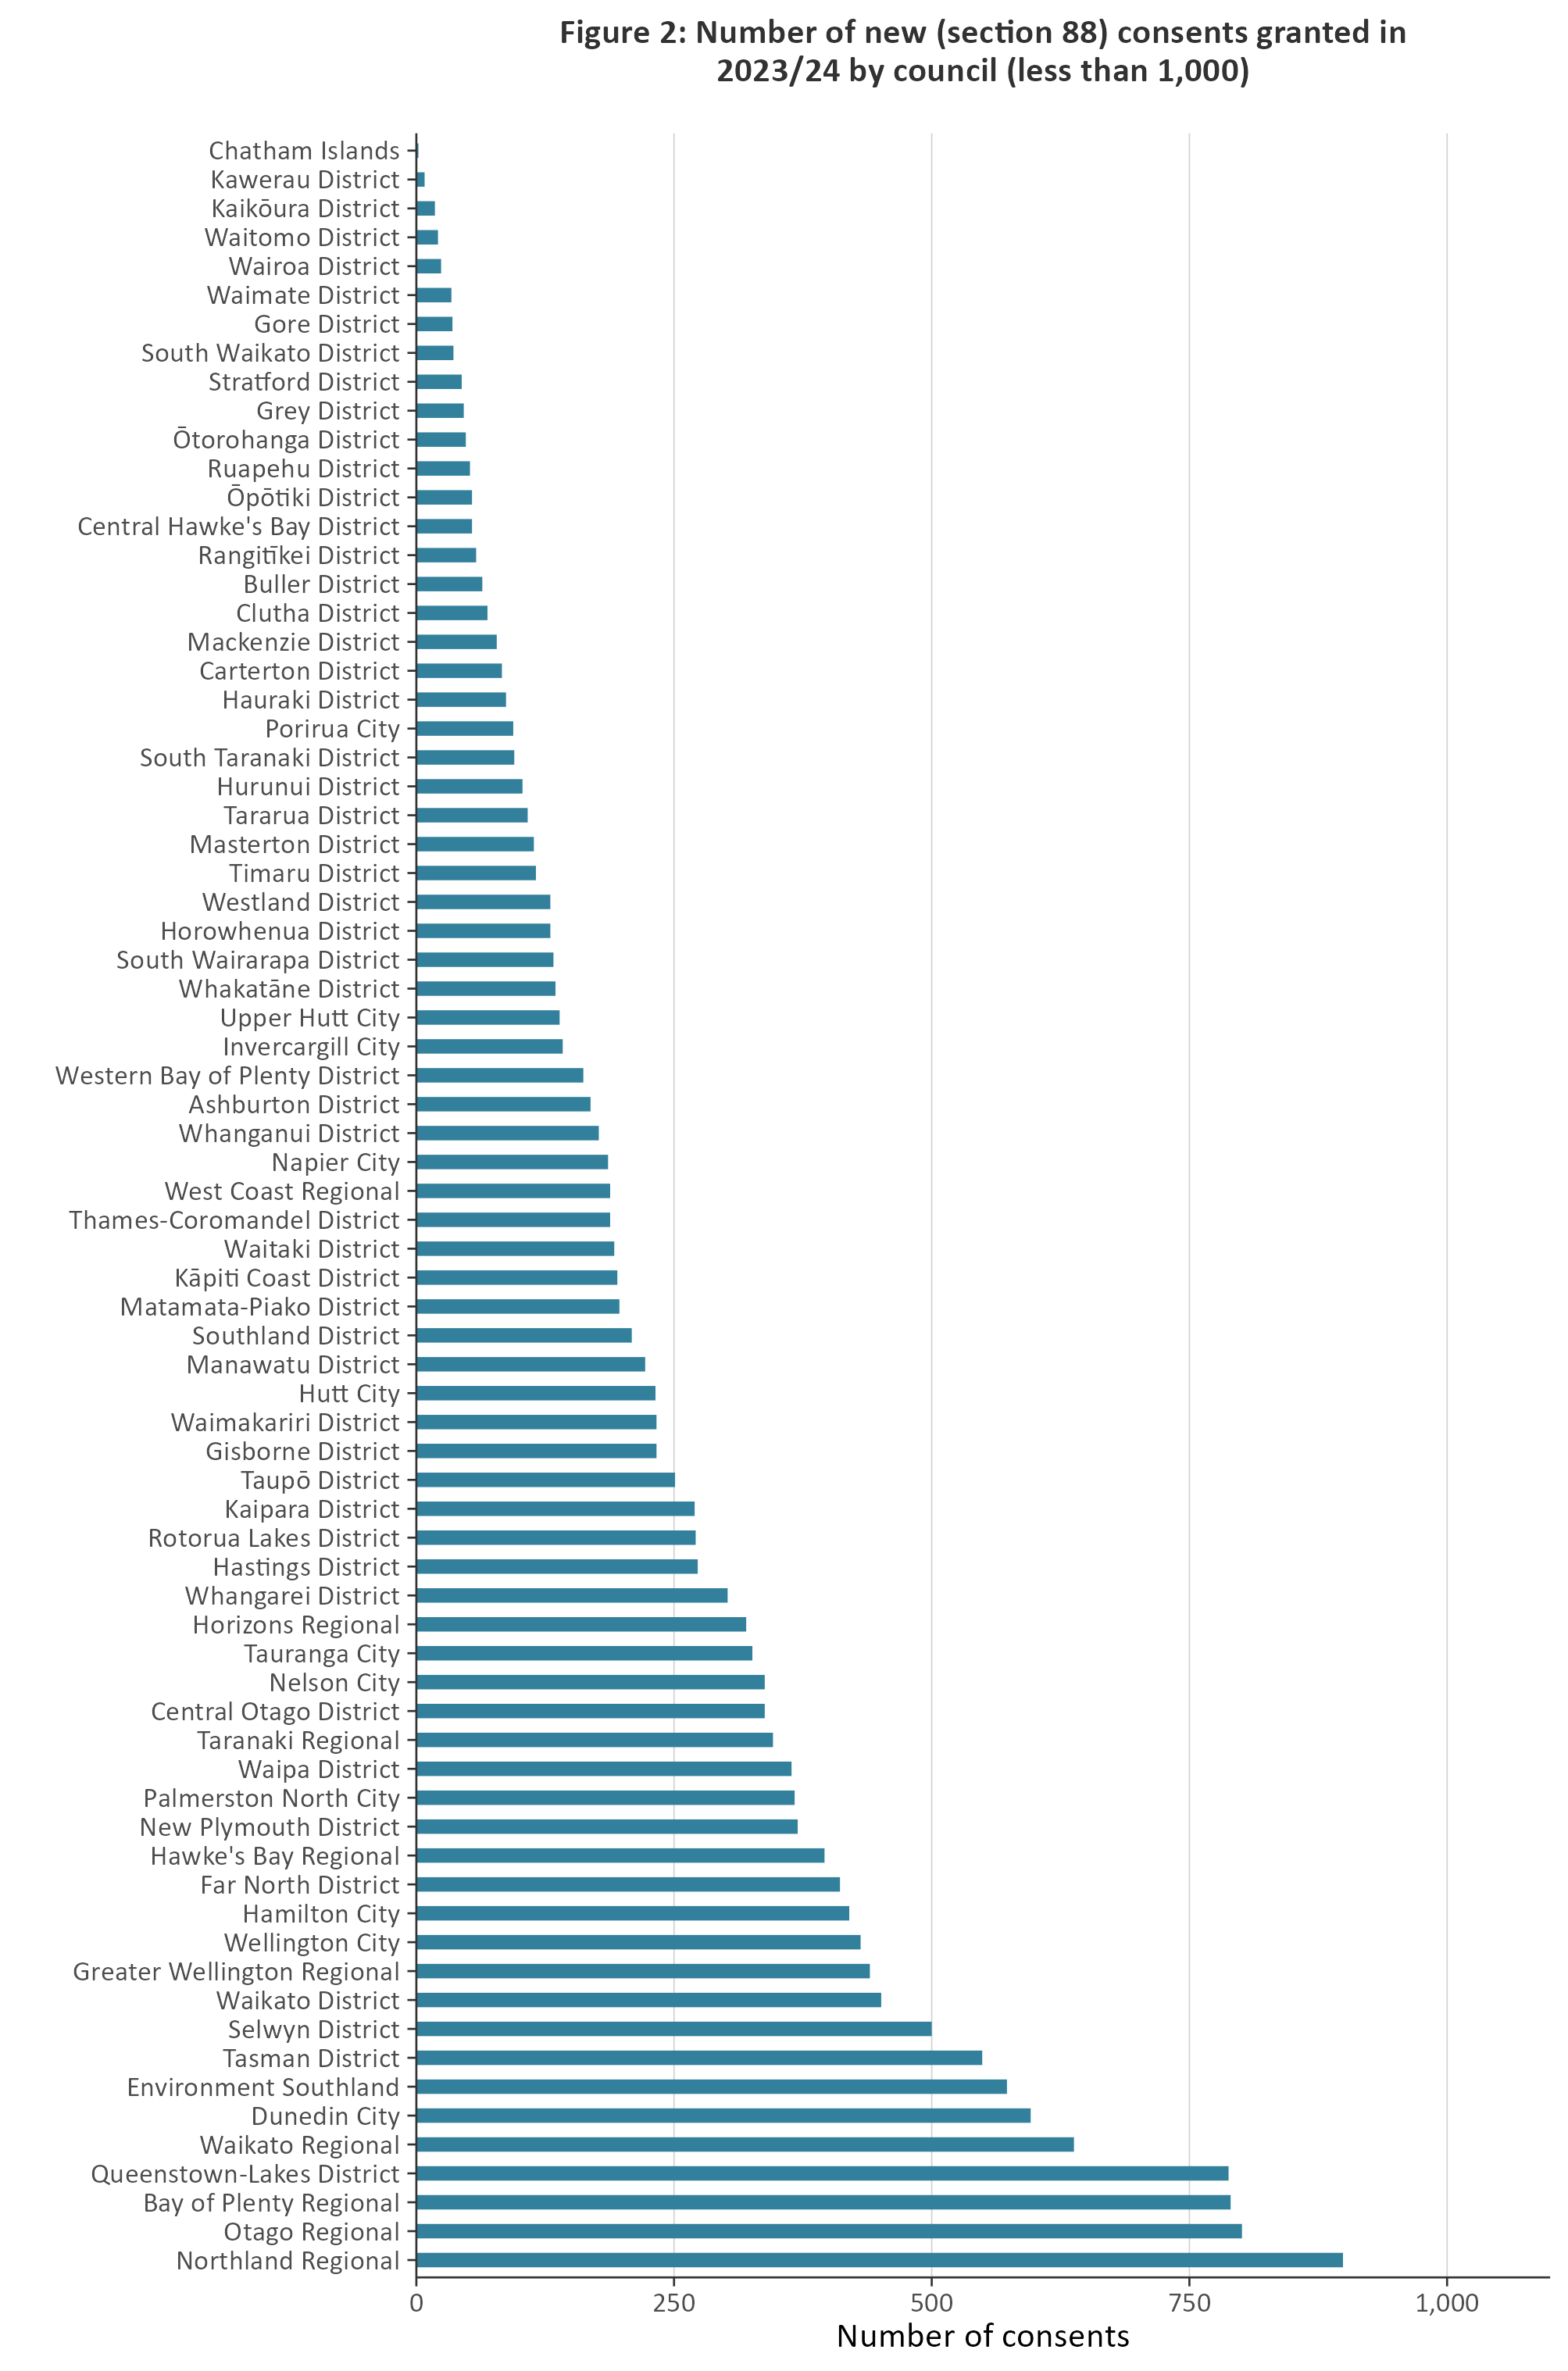 Figure 2: Number of new (section 88) consents granted in
2023/24 by council (less than 1,000)
Chatham Islands
Kawerau District
Kaikōura District
Waitomo District
Wairoa District
Waimate District
Gore District
South Waikato District
Stratford District
Grey District
Ōtorohanga District
Ruapehu District
Ōpōtiki District
Central Hawke's Bay District
Rangitīkei District
Buller District
Clutha District
Mackenzie District
Carterton District
Hauraki District
Porirua City
South Taranaki District
Hurunui District
Tararua District
Masterton District
Timaru District
Westland District
Horowhenua District
South Wairarapa District
Whakatāne District
Upper Hutt City
Invercargill City
Western Bay of Plenty District
Ashburton District
Whanganui District
Napier City
West Coast Regional
Thames-Coromandel District
Waitaki District
Kāpiti Coast District
Matamata-Piako District
Southland District
Manawatu District
Hutt City
Waimakariri District
Gisborne District
Taupō District
Kaipara District
Rotorua Lakes District
Hastings District
Whangarei District
Horizons Regional
Tauranga City
Nelson City
Central Otago District
Taranaki Regional
Waipa District
Palmerston North City
New Plymouth District
Hawke's Bay Regional
Far North District
Hamilton City
Wellington City
Greater Wellington Regional
Waikato District
Selwyn District
Tasman District
Environment Southland
Dunedin City
Waikato Regional
Queenstown-Lakes District
Bay of Plenty Regional
Otago Regional
Northland Regional
0 250 500 750 1,000
Number of consents